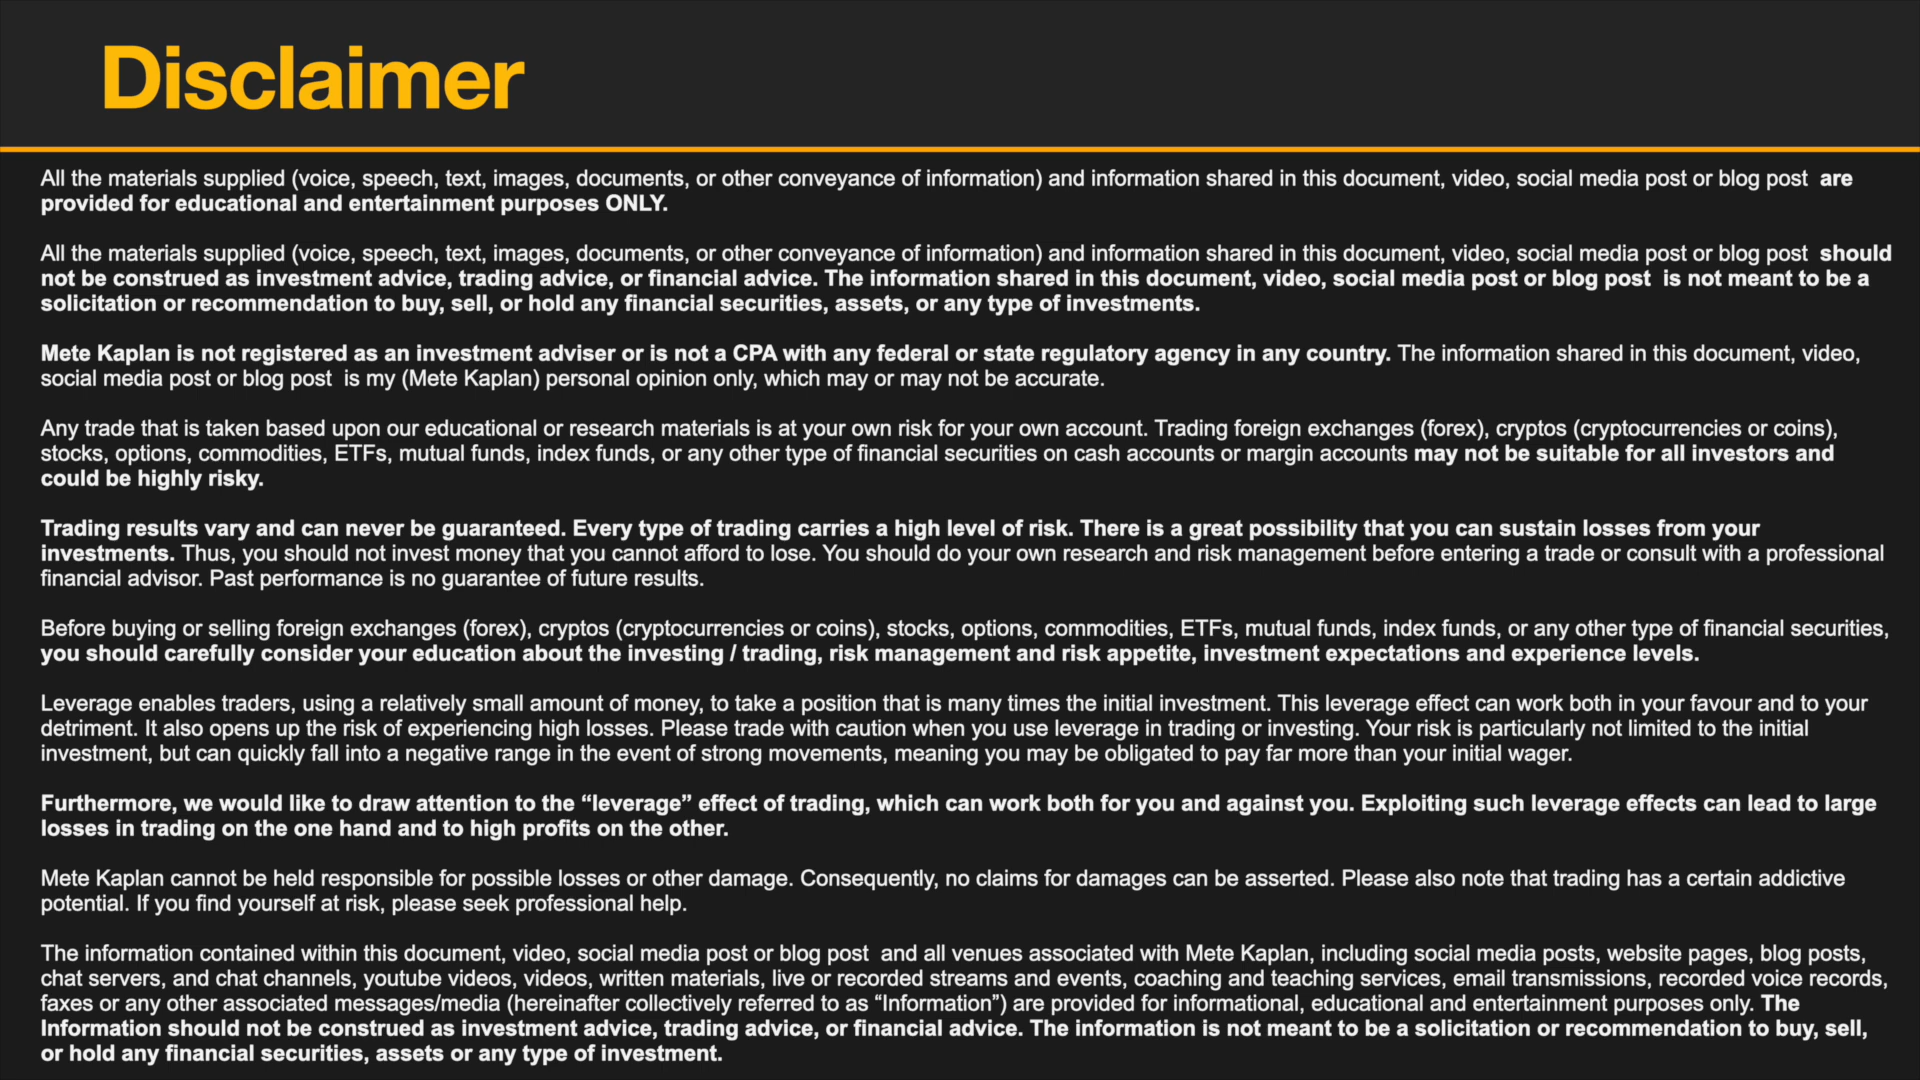 Disclaimer
All the materials supplied (voice, speech, text, images, documents, or other conveyance of information) and information shared in this document, video, social media post or blog post  are
provided for educational and entertainment purposes ONLY.
All the materials supplied (voice, speech, text, images, documents, or other conveyance of information) and information shared in this document, video, social media post or blog post  should
not be construed as investment advice, trading advice, or financial advice. The information shared in this document, video, social media post or blog post  is not meant to be a
solicitation or recommendation to buy, sell, or hold any financial securities, assets, or any type of investments.
Mete Kaplan is not registered as an investment adviser or is not a CPA with any federal or state regulatory agency in any country. The information shared in this document, video,
social media post or blog post  is my (Mete Kaplan) personal opinion only, which may or may not be accurate.
Any trade that is taken based upon our educational or research materials is at your own risk for your own account. Trading foreign exchanges (forex), cryptos (cryptocurrencies or coins),
stocks, options, commodities, ETFs, mutual funds, index funds, or any other type of financial securities on cash accounts or margin accounts may not be suitable for all investors and
could be highly risky.
Trading results vary and can never be guaranteed. Every type of trading carries a high level of risk. There is a great possibility that you can sustain losses from your
investments. Thus, you should not invest money that you cannot afford to lose. You should do your own research and risk management before entering a trade or consult with a professional
financial advisor. Past performance is no guarantee of future results.
Before buying or selling foreign exchanges (forex), cryptos (cryptocurrencies or coins), stocks, options, commodities, ETFs, mutual funds, index funds, or any other type of financial securities,
you should carefully consider your education about the investing / trading, risk management and risk appetite, investment expectations and experience levels.
Leverage enables traders, using a relatively small amount of money, to take a position that is many times the initial investment. This leverage effect can work both in your favour and to your
detriment. It also opens up the risk of experiencing high losses. Please trade with caution when you use leverage in trading or investing. Your risk is particularly not limited to the initial
investment, but can quickly fall into a negative range in the event of strong movements, meaning you may be obligated to pay far more than your initial wager.
Furthermore, we would like to draw attention to the “leverage” effect of trading, which can work both for you and against you. Exploiting such leverage effects can lead to large
losses in trading on the one hand and to high profits on the other.
Mete Kaplan cannot be held responsible for possible losses or other damage. Consequently, no claims for damages can be asserted. Please also note that trading has a certain addictive
potential. If you find yourself at risk, please seek professional help.
The information contained within this document, video, social media post or blog post  and all venues associated with Mete Kaplan, including social media posts, website pages, blog posts,
chat servers, and chat channels, youtube videos, videos, written materials, live or recorded streams and events, coaching and teaching services, email transmissions, recorded voice records,
faxes or any other associated messages/media (hereinafter collectively referred to as “Information”) are provided for informational, educational and entertainment purposes only. The
Information should not be construed as investment advice, trading advice, or financial advice. The information is not meant to be a solicitation or recommendation to buy, sell,
or hold any financial securities, assets or any type of investment.